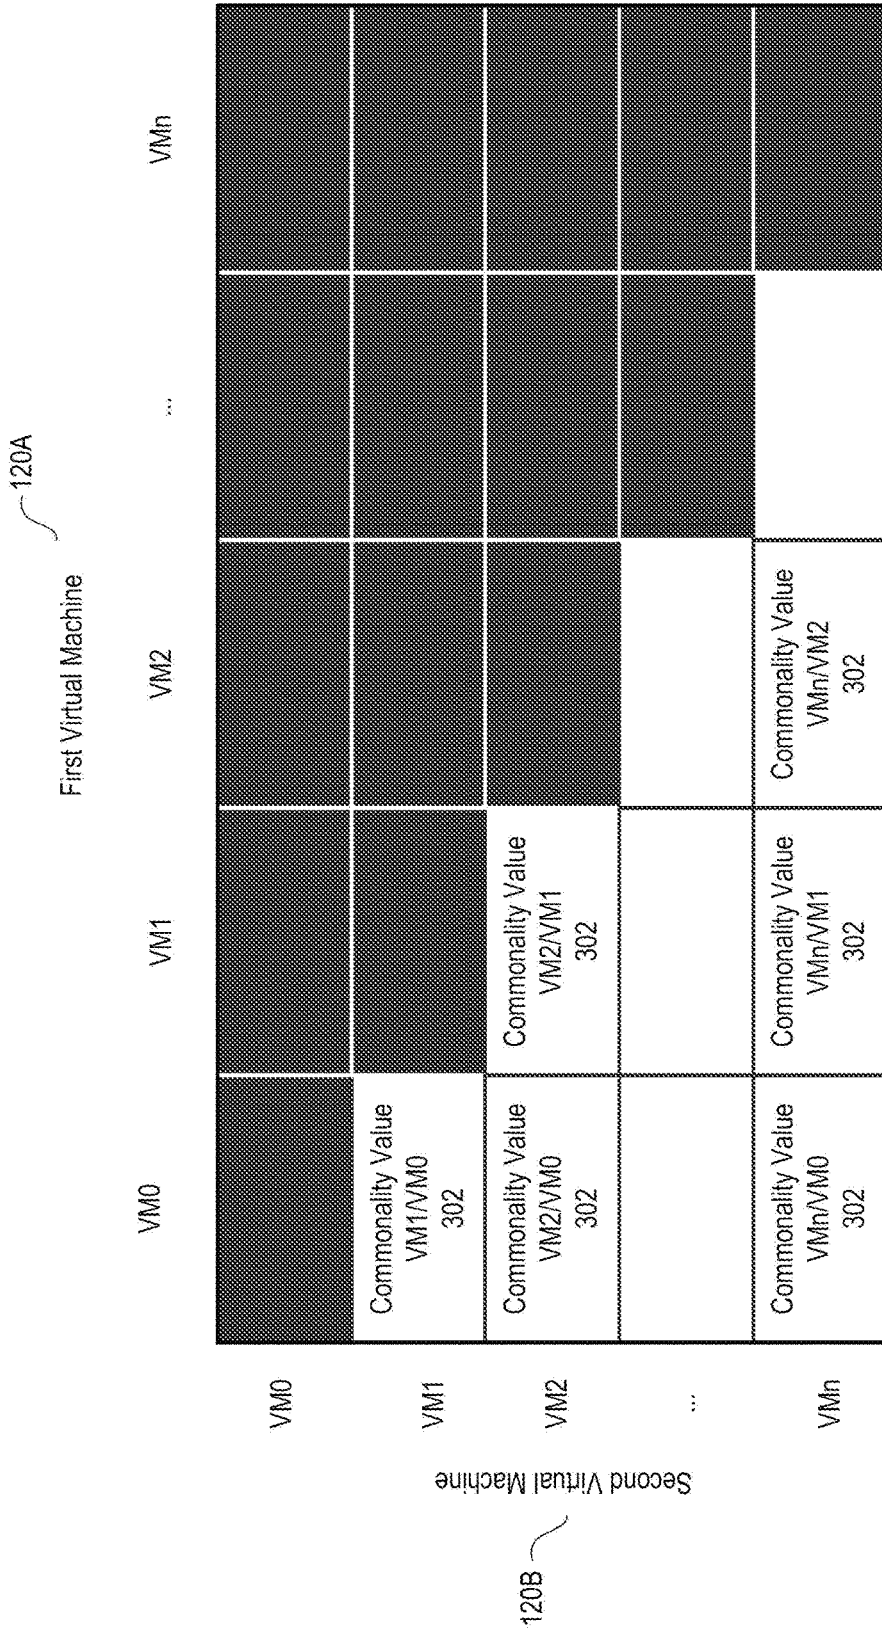 120A
First Virtual Machine
VM0
VM1
VM2
...
VMn
120B
Second Virtual Machine
VM0
VM1
Commonality Value
VM1/VM0
302
VM2
Commonality Value
VM2/VM0
302
Commonality Value
VM2/VM1
302
...
VMn
Commonality Value
VMn/VM0
302
Commonality Value
VMn/VM1
302
Commonality Value
VMn/VM2
302